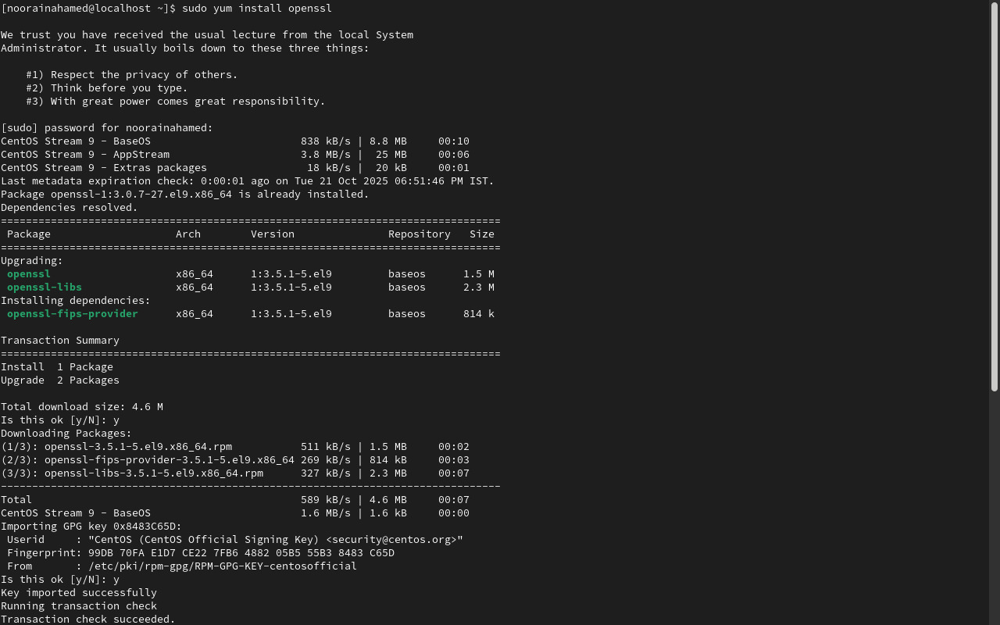 [noorainahamed@localhost ~]$ sudo yum install openssl

We trust you have received the usual lecture from the local System
Administrator. It usually boils down to these three things:

    #1) Respect the privacy of others.
    #2) Think before you type.
    #3) With great power comes great responsibility.

[sudo] password for noorainahamed:
CentOS Stream 9 - BaseOS                        838 kB/s | 8.8 MB     00:10
CentOS Stream 9 - AppStream                     3.8 MB/s |  25 MB     00:06
CentOS Stream 9 - Extras packages                18 kB/s |  20 kB     00:01
Last metadata expiration check: 0:00:01 ago on Tue 21 Oct 2025 06:51:46 PM IST.
Package openssl-1:3.0.7-27.el9.x86_64 is already installed.
Dependencies resolved.
================================================================================
 Package                    Arch        Version               Repository   Size
================================================================================
Upgrading:
 openssl                    x86_64      1:3.5.1-5.el9         baseos      1.5 M
 openssl-libs               x86_64      1:3.5.1-5.el9         baseos      2.3 M
Installing dependencies:
 openssl-fips-provider      x86_64      1:3.5.1-5.el9         baseos      814 k

Transaction Summary
================================================================================
Install  1 Package
Upgrade  2 Packages

Total download size: 4.6 M
Is this ok [y/N]: y
Downloading Packages:
(1/3): openssl-3.5.1-5.el9.x86_64.rpm           511 kB/s | 1.5 MB     00:02
(2/3): openssl-fips-provider-3.5.1-5.el9.x86_64 269 kB/s | 814 kB     00:03
(3/3): openssl-libs-3.5.1-5.el9.x86_64.rpm      327 kB/s | 2.3 MB     00:07
--------------------------------------------------------------------------------
Total                                           589 kB/s | 4.6 MB     00:07
CentOS Stream 9 - BaseOS                        1.6 MB/s | 1.6 kB     00:00
Importing GPG key 0x8483C65D:
 Userid     : "CentOS (CentOS Official Signing Key) <security@centos.org>"
 Fingerprint: 99DB 70FA E1D7 CE22 7FB6 4882 05B5 55B3 8483 C65D
 From       : /etc/pki/rpm-gpg/RPM-GPG-KEY-centosofficial
Is this ok [y/N]: y
Key imported successfully
Running transaction check
Transaction check succeeded.